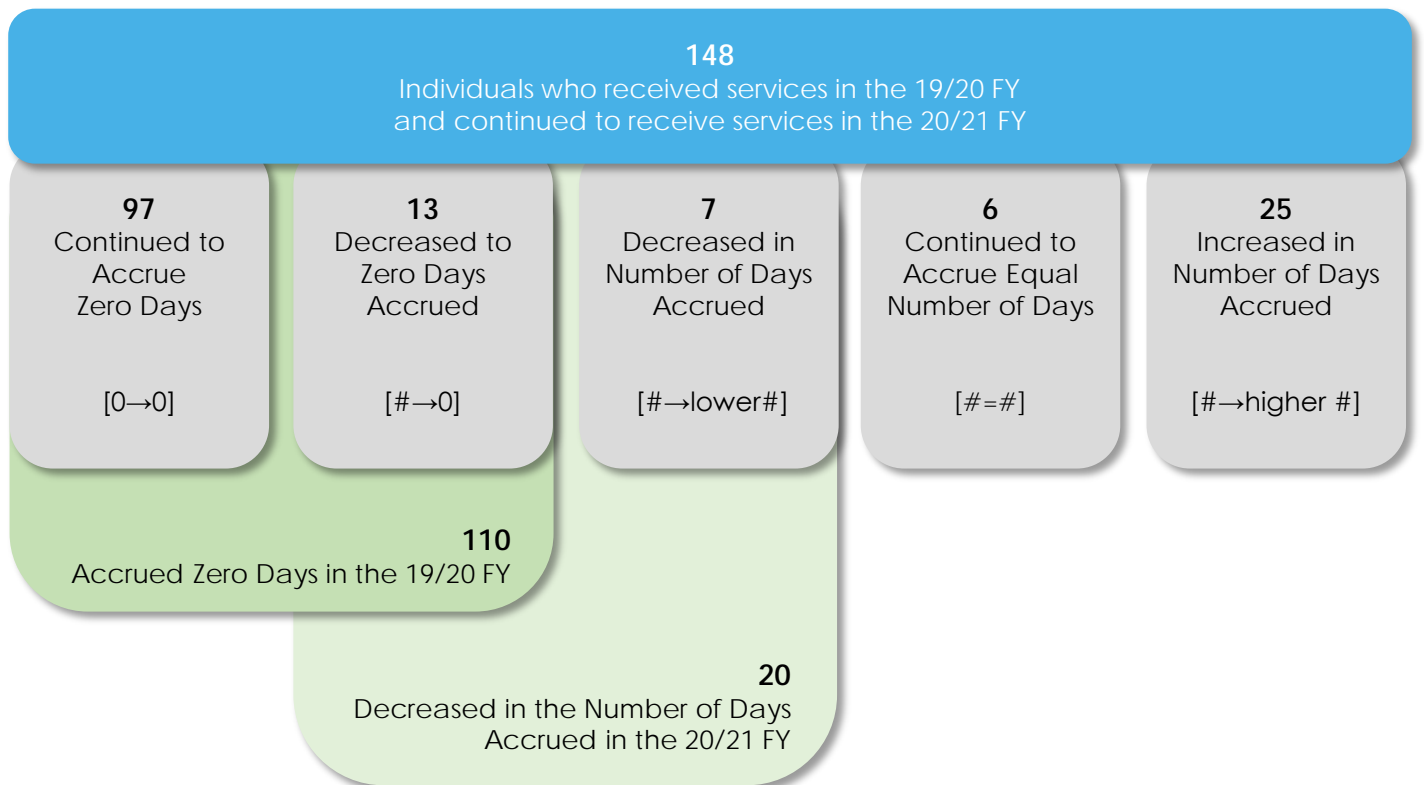 148
Individuals who received services in the 19/20 FY
and continued to receive services in the 20/21 FY
97
Continued to
Accrue
Zero Days
[0→0]
13
Decreased to
Zero Days
Accrued
[#→0]
7
Decreased in
Number of Days
Accrued
[#→lower#]
6
Continued to
Accrue Equal
Number of Days
[#=#]
25
Increased in
Number of Days
Accrued
[#→higher #]
110
Accrued Zero Days in the 19/20 FY
20
Decreased in the Number of Days
Accrued in the 20/21 FY